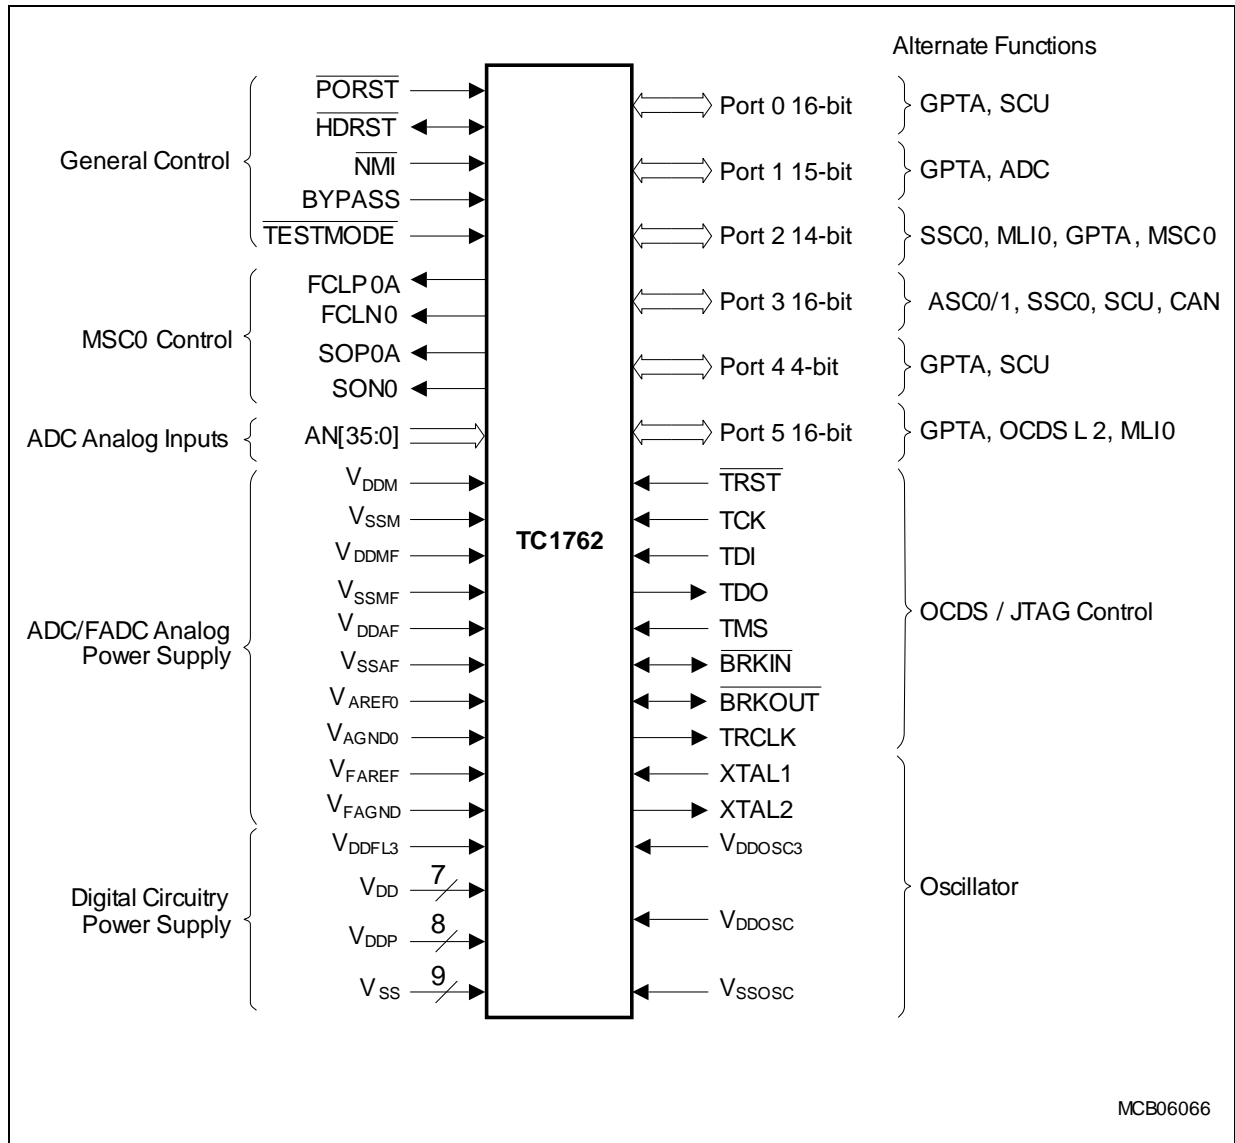 Alternate Functions
General Control
PORST
HDRST
NMI
BYPASS
TESTMODE
MSC0 Control
FCLP0A
FCLN0
SOP0A
SON0
ADC Analog Inputs
AN[35:0]
ADC/FADC Analog
Power Supply
VDDM
VSSM
VDDMF
VSSMF
VDDAF
VSSAF
VAREF0
VAGND0
VFAREF
VFAGND
Digital Circuitry
Power Supply
VDDFL3
VDD 7
VDDP 8
VSS 9
TC1762
Port 0 16-bit GPTA, SCU
Port 1 15-bit GPTA, ADC
Port 2 14-bit SSC0, MLI0, GPTA, MSC0
Port 3 16-bit ASC0/1, SSC0, SCU, CAN
Port 4 4-bit GPTA, SCU
Port 5 16-bit GPTA, OCDS L2, MLI0
TRST
TCK
TDI
TDO
TMS
BRKIN
BRKOUT
TRCLK
OCDS / JTAG Control
XTAL1
XTAL2
VDDOSC3
VDDOSC
VSSOSC
Oscillator
MCB06066